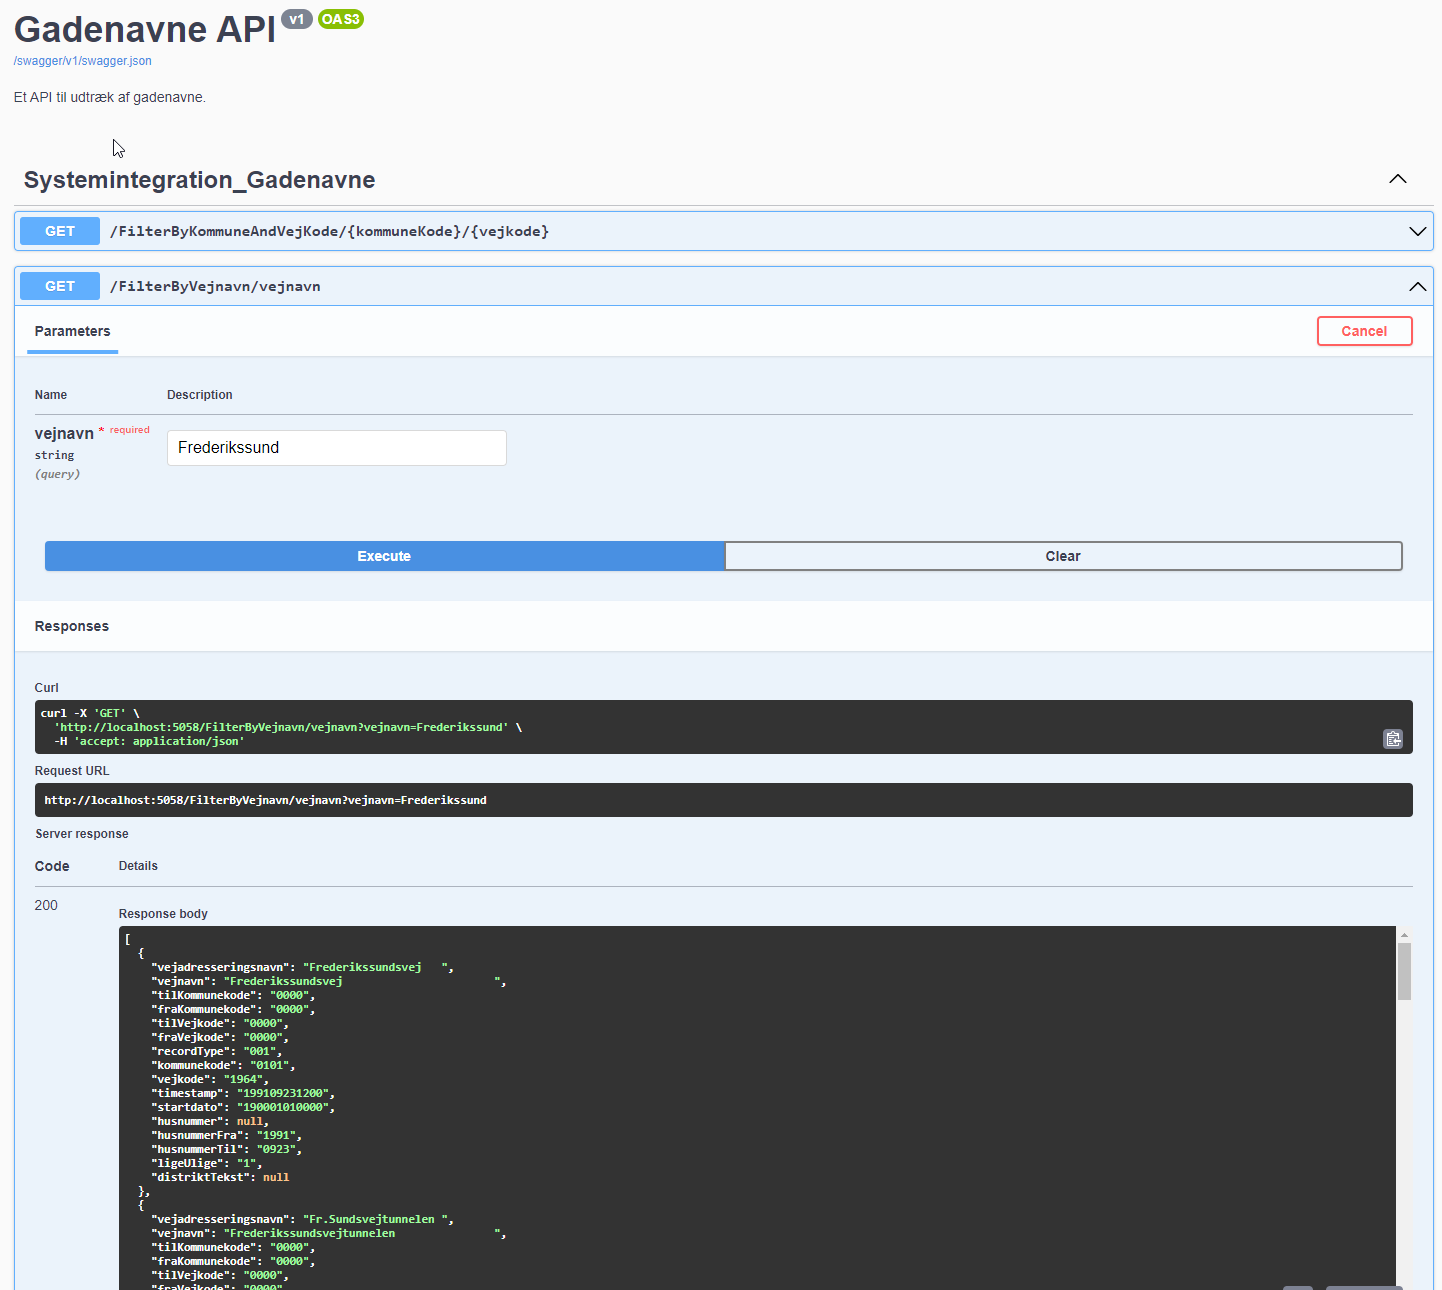 Gadenavne API v1 OAS3
/swagger/v1/swagger.json
Et API til udtræk af gadenavne.
Systemintegration_Gadenavne
GET /FilterByKommuneAndVejKode/{kommuneKode}/{vejkode}
GET /FilterByVejnavn/vejnavn
Parameters Cancel
Name Description
vejnavn * required
string
(query)
Frederikssund
Execute Clear
Responses
Curl
curl -X 'GET' \
  'http://localhost:5058/FilterByVejnavn/vejnavn?vejnavn=Frederikssund' \
  -H 'accept: application/json'
Request URL
http://localhost:5058/FilterByVejnavn/vejnavn?vejnavn=Frederikssund
Server response
Code Details
200
Response body
[
  {
    "vejadresseringsnavn": "Frederikssundsvej   ",
    "vejnavn": "Frederikssundsvej                       ",
    "tilKommunekode": "0000",
    "fraKommunekode": "0000",
    "tilVejkode": "0000",
    "fraVejkode": "0000",
    "recordType": "001",
    "kommunekode": "0101",
    "vejkode": "1964",
    "timestamp": "199109231200",
    "startdato": "190001010000",
    "husnummer": null,
    "husnummerFra": "1991",
    "husnummerTil": "0923",
    "ligeUlige": "1",
    "distriktTekst": null
  },
  {
    "vejadresseringsnavn": "Fr.Sundsvejtunnelen ",
    "vejnavn": "Frederikssundsvejtunnelen               ",
    "tilKommunekode": "0000",
    "fraKommunekode": "0000",
    "tilVejkode": "0000",
    "fraVejkode": "0000",